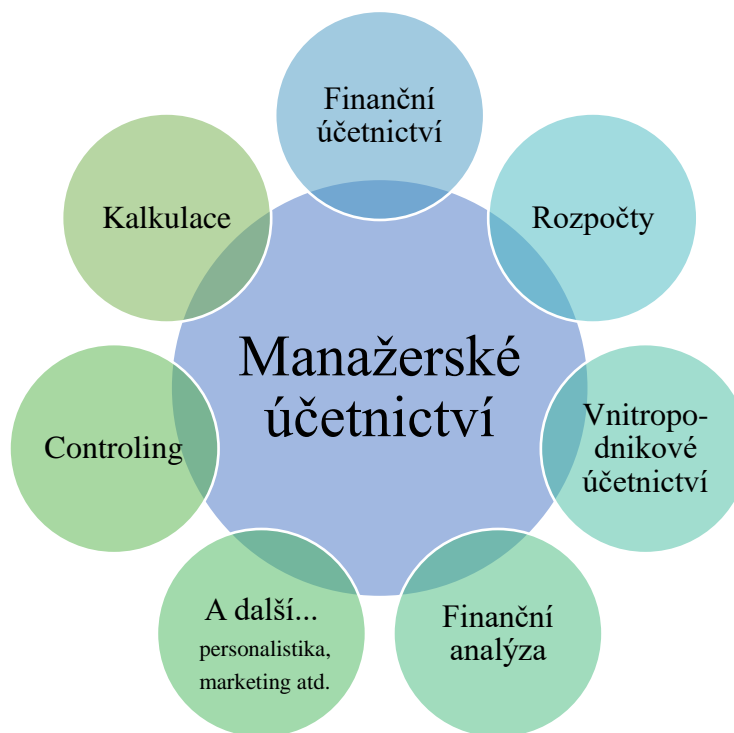 Finanční
účetnictví
Kalkulace
Rozpočty
Manažerské
účetnictví
Controling
Vnitropo-
dnikové
účetnictví
A další...
personalistika,
marketing atd.
Finanční
analýza